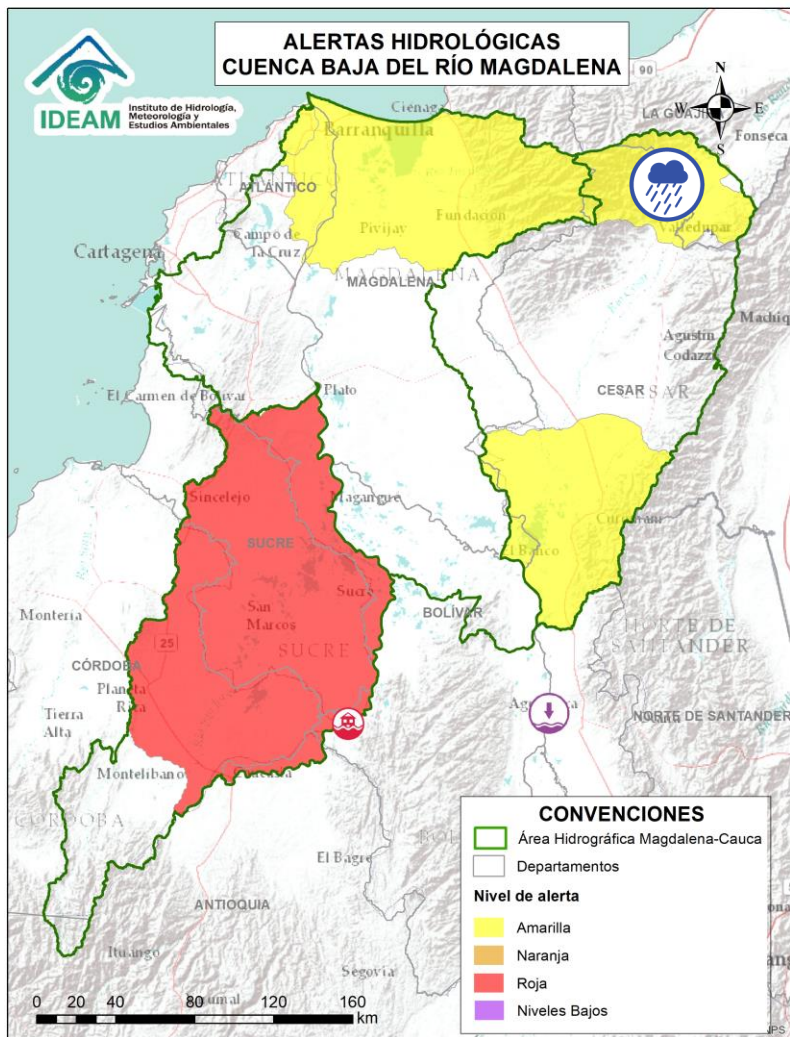 ALERTAS HIDROLÓGICAS
CUENCA BAJA DEL RÍO MAGDALENA
IDEAM
Instituto de Hidrología,
Meteorología y
Estudios Ambientales
N
W
E
S
90
Ciénaga
LA GUAJIRA
Fonseca
Barranquilla
ATLÁNTICO
Pivijay
Fundación
Valledupar
Cartagena
Campo de
la Cruz
MAGDALENA
MAGDALENA
Agustín
Codazzi
Machiq
CESAR
CESAR
El Carmen de Bolívar
Plato
Sincelejo
Magangué
SUCRE
El Banco
Sucre
San
Marcos
BOLÍVAR
Montería
SUCRE
NORTE DE
SANTANDER
25
CÓRDOBA
Planeta
Rica
Tierra
Alta
NORTE DE SANTANDER
Montelíbano
CÓRDOBA
El Bagre
ANTIOQUIA
Ituango
Segovia
CONVENCIONES
Área Hidrográfica Magdalena-Cauca
Departamentos
Nivel de alerta
Amarilla
Naranja
Roja
Niveles Bajos
0 20 40 80 120 160
km